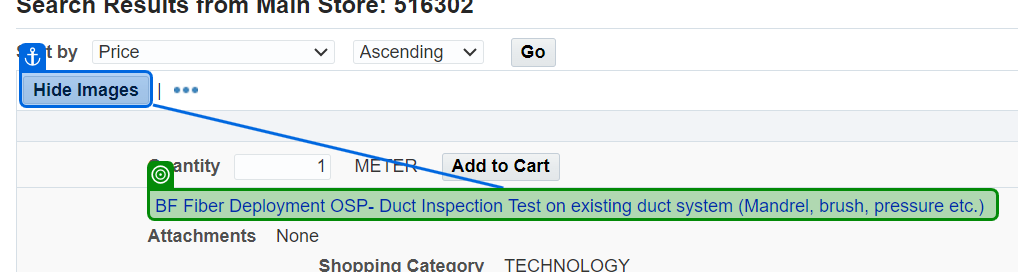 Search Results from Main Store: 516302
Sort by Price Ascending Go
Hide Images | •••
Quantity 1 METER Add to Cart
BF Fiber Deployment OSP- Duct Inspection Test on existing duct system (Mandrel, brush, pressure etc.)
Attachments None
Shopping Category TECHNOLOGY